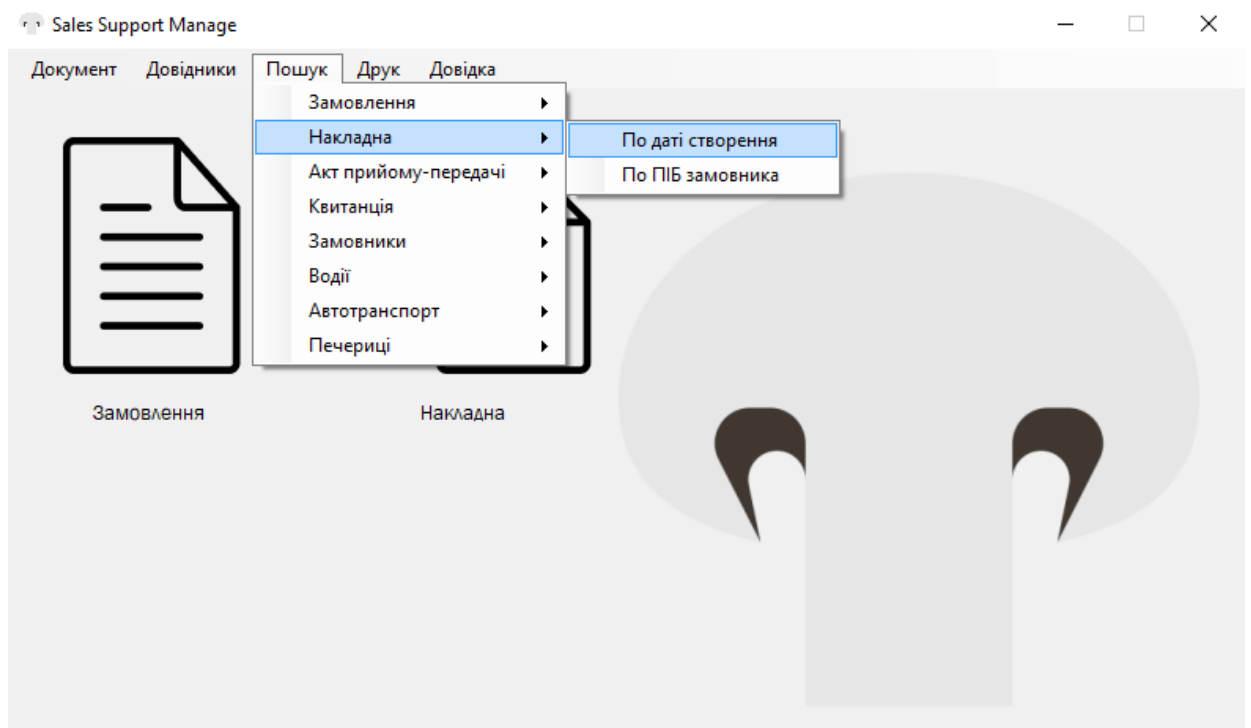 Sales Support Manage
Документ Довідники Пошук Друк Довідка
Замовлення
Накладна
По даті створення
По ПІБ замовника
Акт прийому-передачі
Квитанція
Замовники
Водії
Автотранспорт
Печериці
Замовлення
Накладна